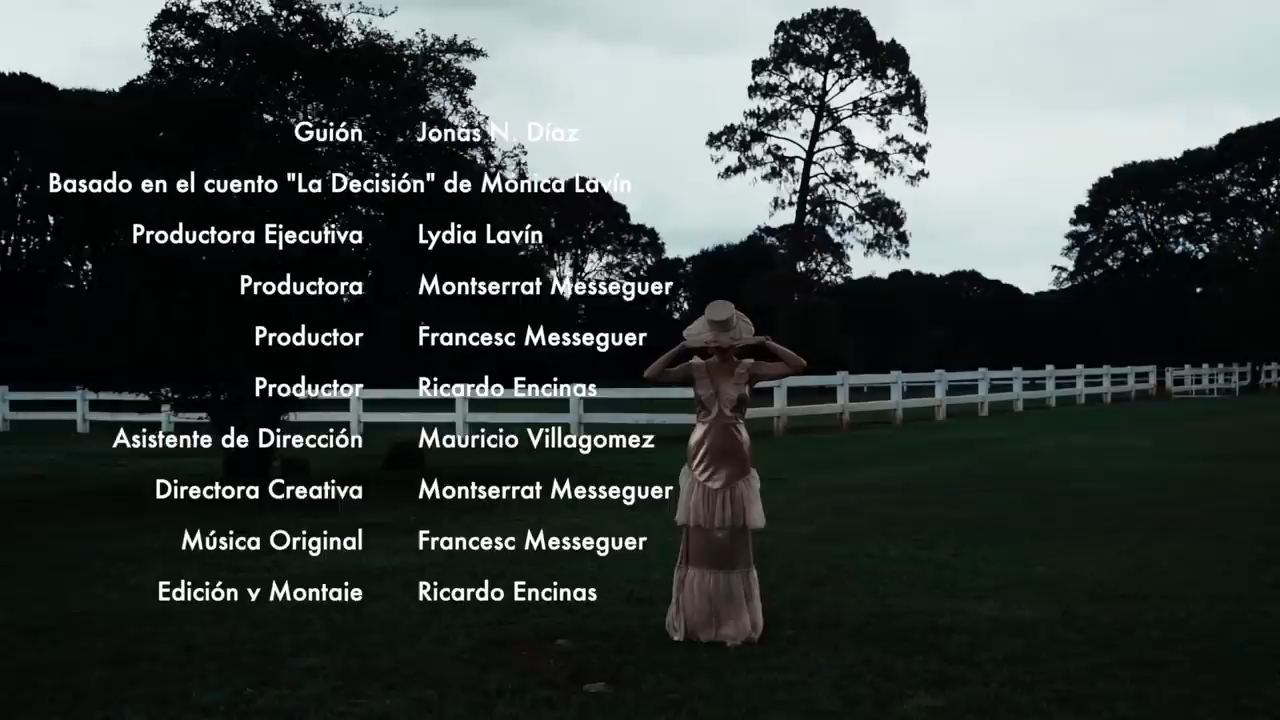 Guión Jonás N. Díaz
Basado en el cuento "La Decisión" de Mónica Lavín
Productora Ejecutiva Lydia Lavín
Productora Montserrat Messeguer
Productor Francesc Messeguer
Productor Ricardo Encinas
Asistente de Dirección Mauricio Villagomez
Directora Creativa Montserrat Messeguer
Música Original Francesc Messeguer
Edición y Montaje Ricardo Encinas